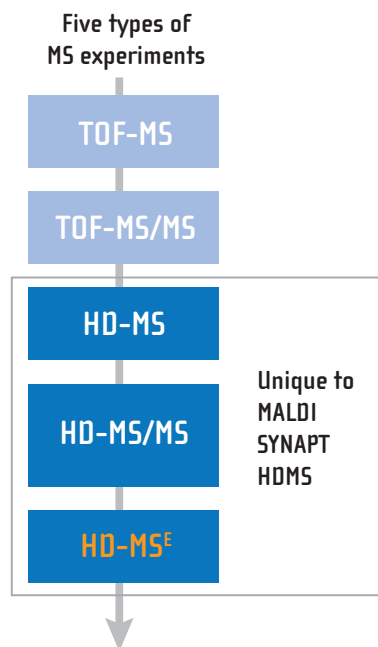 Five types of
MS experiments
TOF-MS
TOF-MS/MS
HD-MS
HD-MS/MS
Unique to
MALDI
SYNAPT
HDMS
HD-MSᴱ